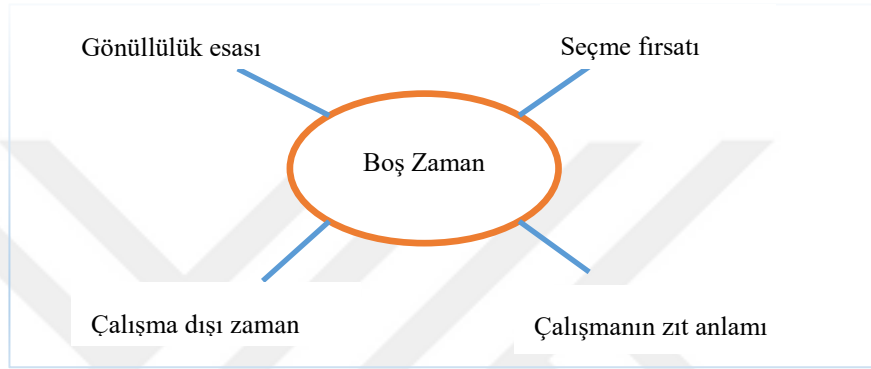 Gönüllülük esası
Seçme fırsatı
Boş Zaman
Çalışma dışı zaman
Çalışmanın zıt anlamı